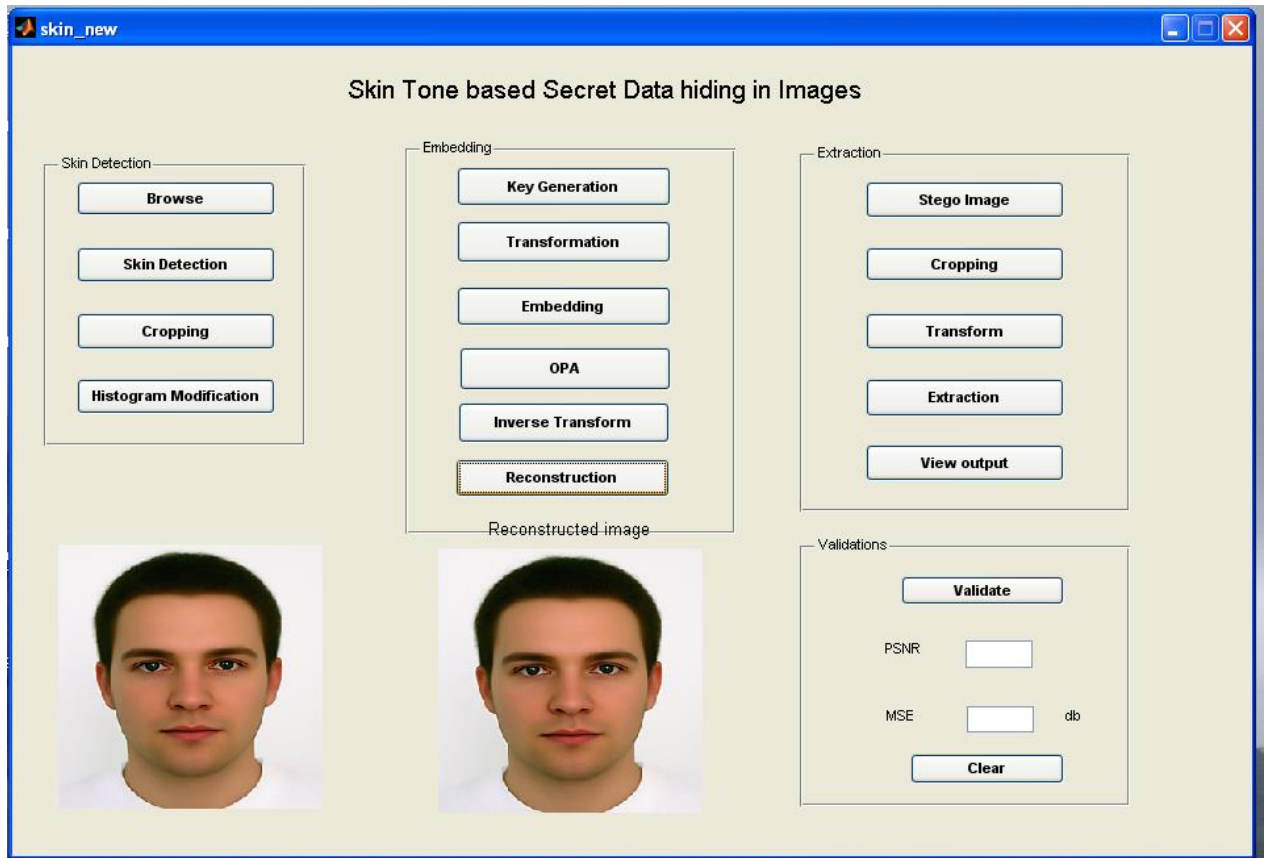 skin_new
Skin Tone based Secret Data hiding in Images
Skin Detection
Browse
Skin Detection
Cropping
Histogram Modification
Embedding
Key Generation
Transformation
Embedding
OPA
Inverse Transform
Reconstruction
Reconstructed image
Extraction
Stego Image
Cropping
Transform
Extraction
View output
Validations
Validate
PSNR
MSE db
Clear